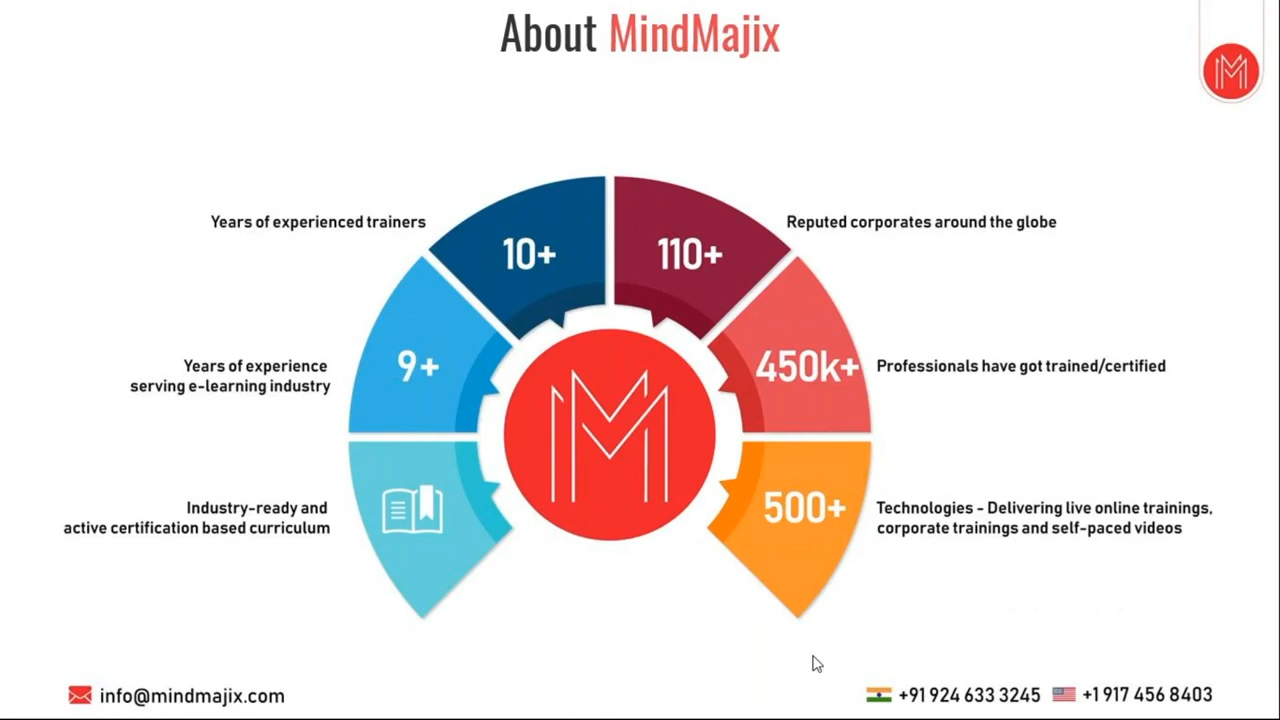 About MindMajix
Years of experienced trainers
10+
110+
Reputed corporates around the globe
Years of experience
serving e-learning industry
9+
450k+
Professionals have got trained/certified
Industry-ready and
active certification based curriculum
500+
Technologies - Delivering live online trainings,
corporate trainings and self-paced videos
info@mindmajix.com
+91 924 633 3245
+1 917 456 8403